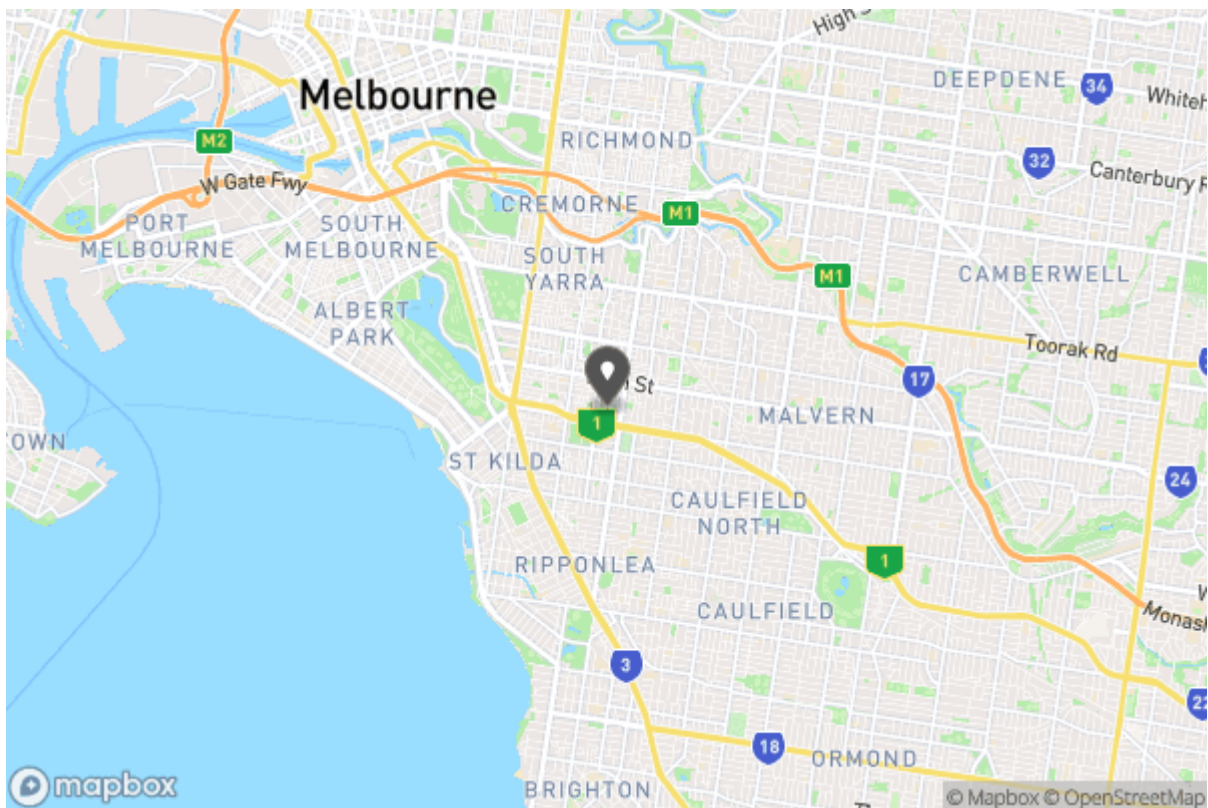 High S
DEEPDENE
34
Whiteh
Melbourne
M2
RICHMOND
32
Canterbury R
W Gate Fwy
CREMORNE
M1
PORT
MELBOURNE
SOUTH
MELBOURNE
SOUTH
YARRA
M1
CAMBERWELL
ALBERT
PARK
Toorak Rd
17
St
MALVERN
1
OWN
ST KILDA
24
CAULFIELD
NORTH
RIPPONLEA
1
CAULFIELD
Monash
3
22
18
ORMOND
BRIGHTON
mapbox
© Mapbox © OpenStreetMap